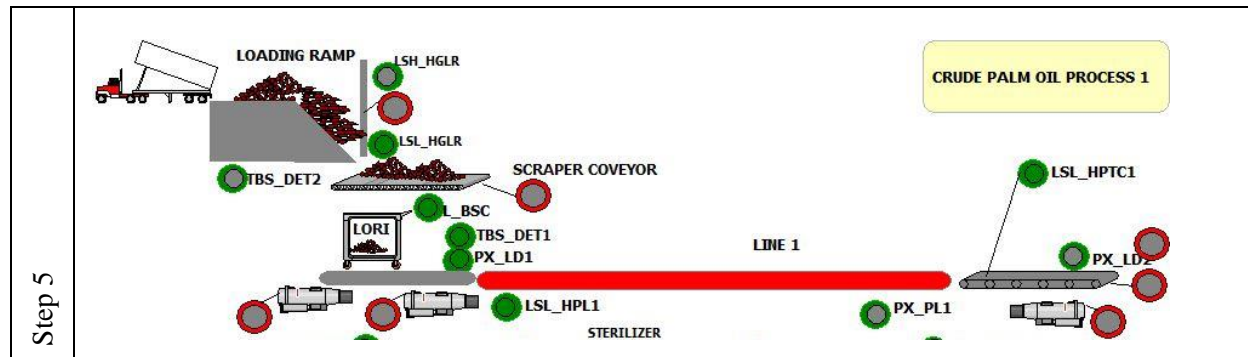 Step 5
LOADING RAMP
LSH_HGLR
CRUDE PALM OIL PROCESS 1
LSL_HGLR
TBS_DET2
SCRAPER COVEYOR
LSL_HPTC1
L_BSC
LORI
TBS_DET1
LINE 1
PX_LD1
PX_LD2
LSL_HPL1
PX_PL1
STERILIZER